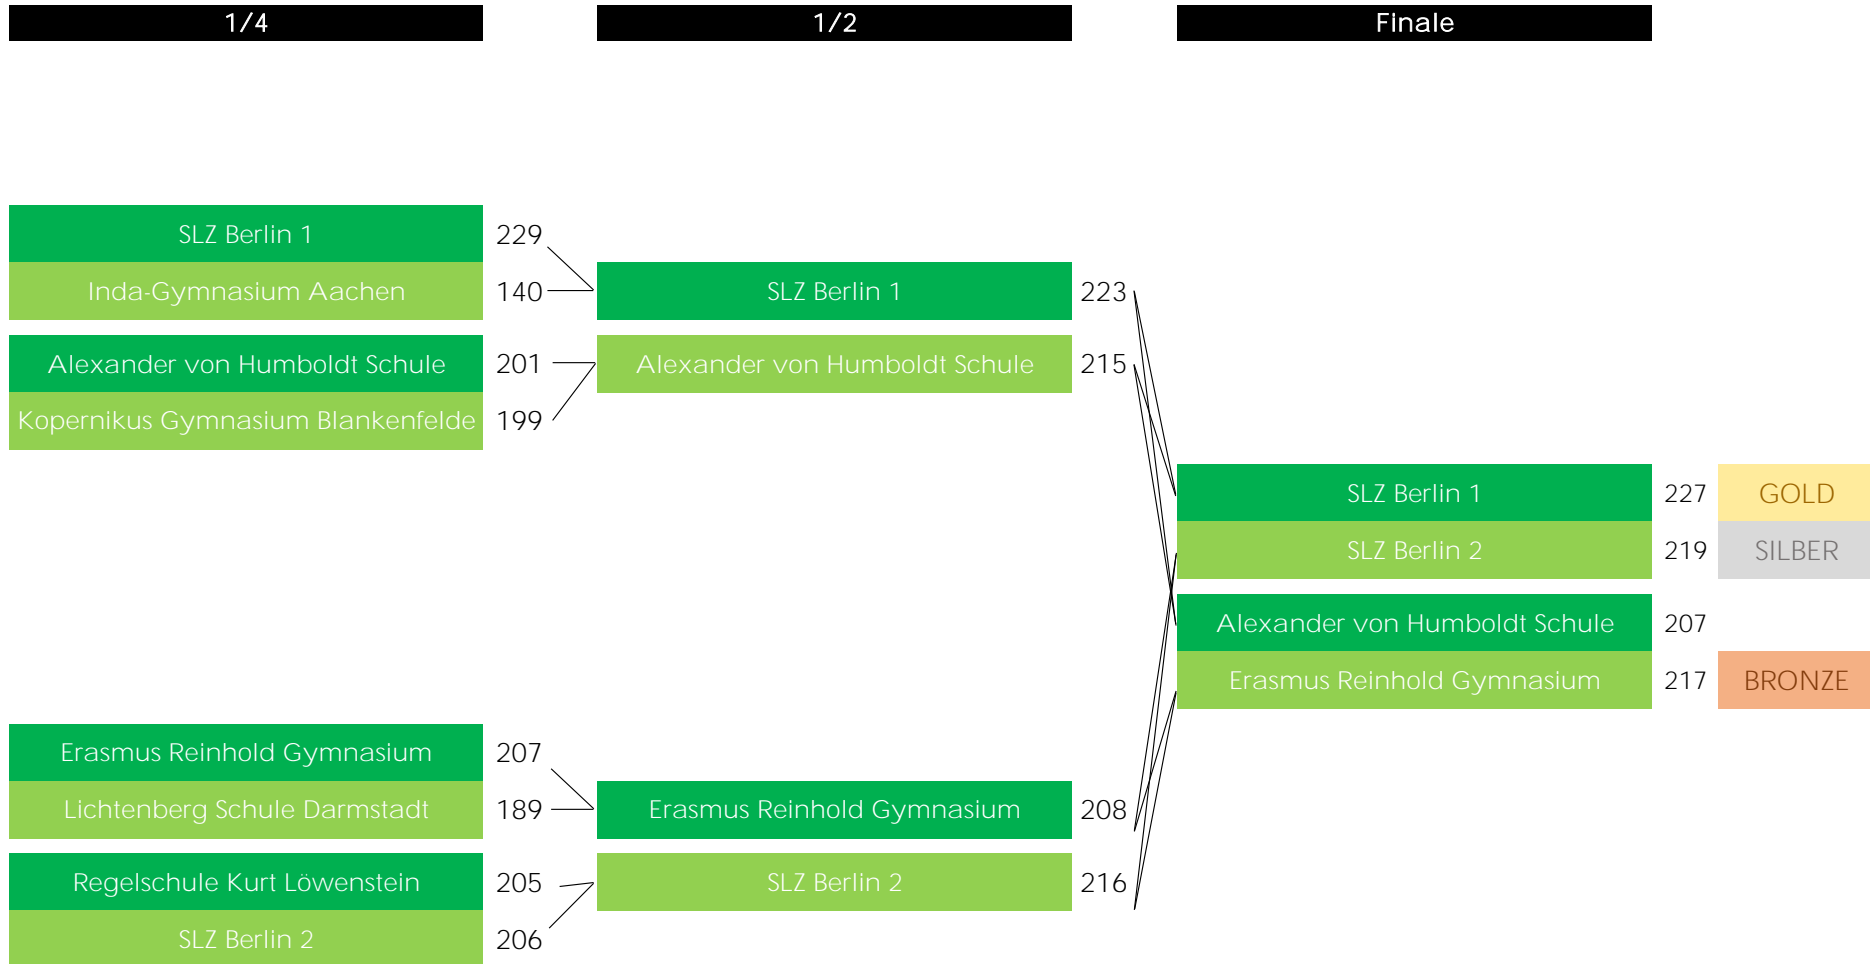 1/4
1/2
Finale
SLZ Berlin 1 229
Inda-Gymnasium Aachen 140
SLZ Berlin 1 223
Alexander von Humboldt Schule 201
Alexander von Humboldt Schule 215
Kopernikus Gymnasium Blankenfelde 199
SLZ Berlin 1 227 GOLD
SLZ Berlin 2 219 SILBER
Alexander von Humboldt Schule 207
Erasmus Reinhold Gymnasium 217 BRONZE
Erasmus Reinhold Gymnasium 207
Lichtenberg Schule Darmstadt 189
Erasmus Reinhold Gymnasium 208
Regelschule Kurt Löwenstein 205
SLZ Berlin 2 216
SLZ Berlin 2 206